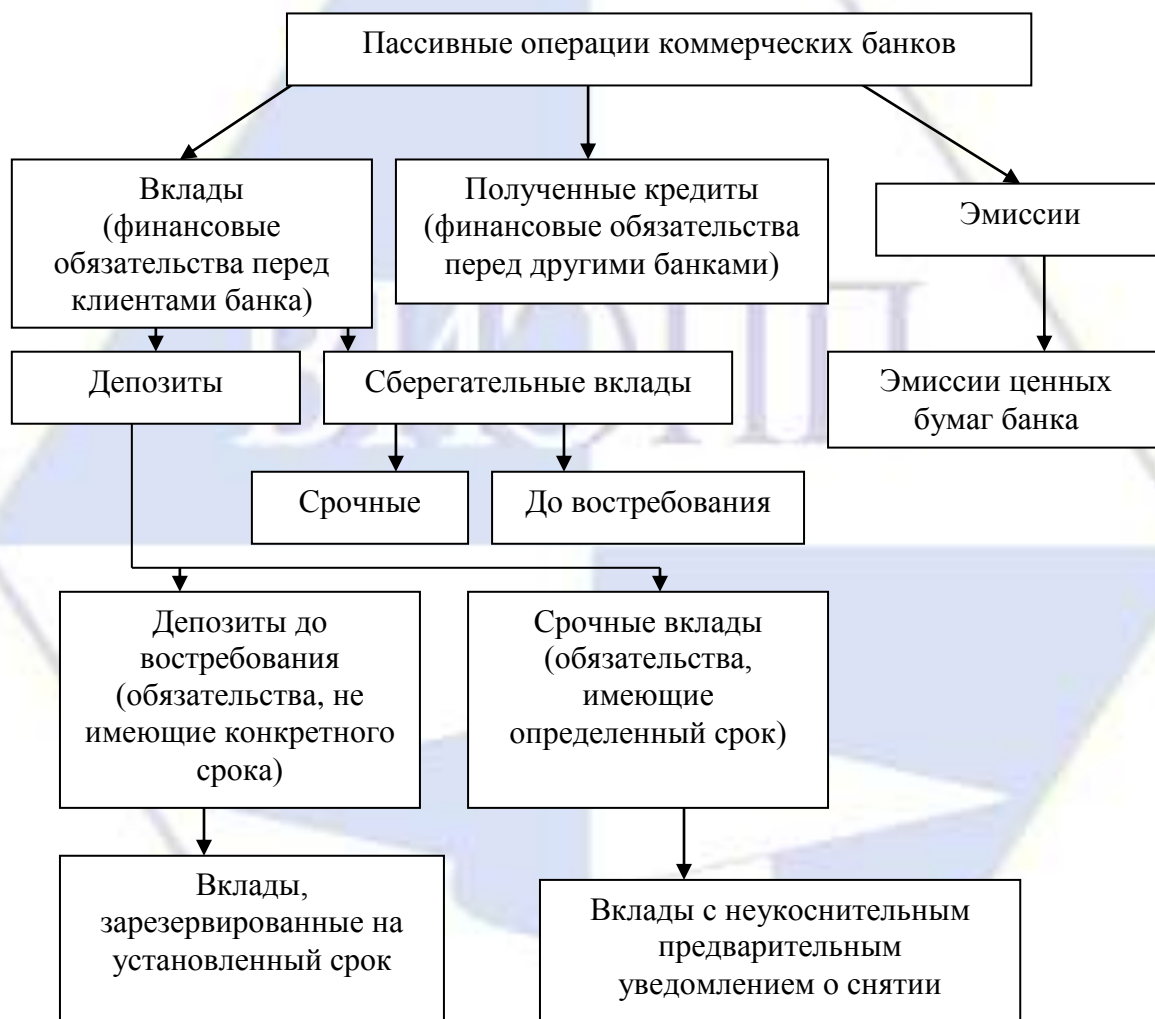 Пассивные операции коммерческих банков
Вклады
(финансовые
обязательства перед
клиентами банка)
Полученные кредиты
(финансовые обязательства
перед другими банками)
Эмиссии
Депозиты
Сберегательные вклады
Эмиссии ценных
бумаг банка
Срочные
До востребования
Депозиты до
востребования
(обязательства, не
имеющие конкретного
срока)
Срочные вклады
(обязательства,
имеющие
определенный срок)
Вклады,
зарезервированные на
установленный срок
Вклады с неукоснительным
предварительным
уведомлением о снятии
ВИОПП